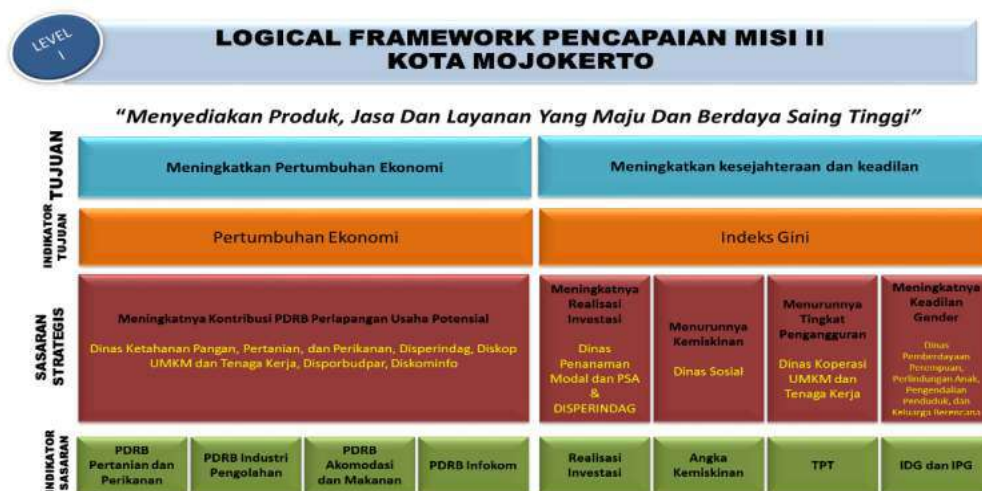 LEVEL
I
LOGICAL FRAMEWORK PENCAPAIAN MISI II
KOTA MOJOKERTO
“Menyediakan Produk, Jasa Dan Layanan Yang Maju Dan Berdaya Saing Tinggi”
TUJUAN
Meningkatkan Pertumbuhan Ekonomi
Meningkatkan kesejahteraan dan keadilan
INDIKATOR
TUJUAN
Pertumbuhan Ekonomi
Indeks Gini
SASARAN
STRATEGIS
Meningkatnya Kontribusi PDRB Perlapangan Usaha Potensial
Dinas Ketahanan Pangan, Pertanian, dan Perikanan, Disperindag, Diskop
UMKM dan Tenaga Kerja, Disporbudpar, Diskominfo
Meningkatnya
Realisasi
Investasi
Dinas
Penanaman
Modal dan PSA
&
DISPERINDAG
Menurunnya
Kemiskinan
Dinas Sosial
Menurunnya
Tingkat
Pengangguran
Dinas Koperasi
UMKM dan
Tenaga Kerja
Meningkatnya
Keadilan
Gender
Dinas
Pemberdayaan
Perempuan,
Perlindungan Anak,
Pengendalian
Penduduk, dan
Keluarga Berencana
INDIKATOR
SASARAN
PDRB
Pertanian dan
Perikanan
PDRB Industri
Pengolahan
PDRB
Akomodasi
dan Makanan
PDRB Infokom
Realisasi
Investasi
Angka
Kemiskinan
TPT
IDG dan IPG